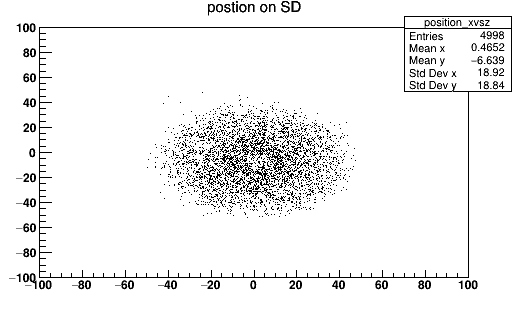 postion on SD
position_xvsz
Entries 4998
Mean x 0.4652
Mean y −6.639
Std Dev x 18.92
Std Dev y 18.84
100
80
60
40
20
0
−20
−40
−60
−80
−100
−100 −80 −60 −40 −20 0 20 40 60 80 100